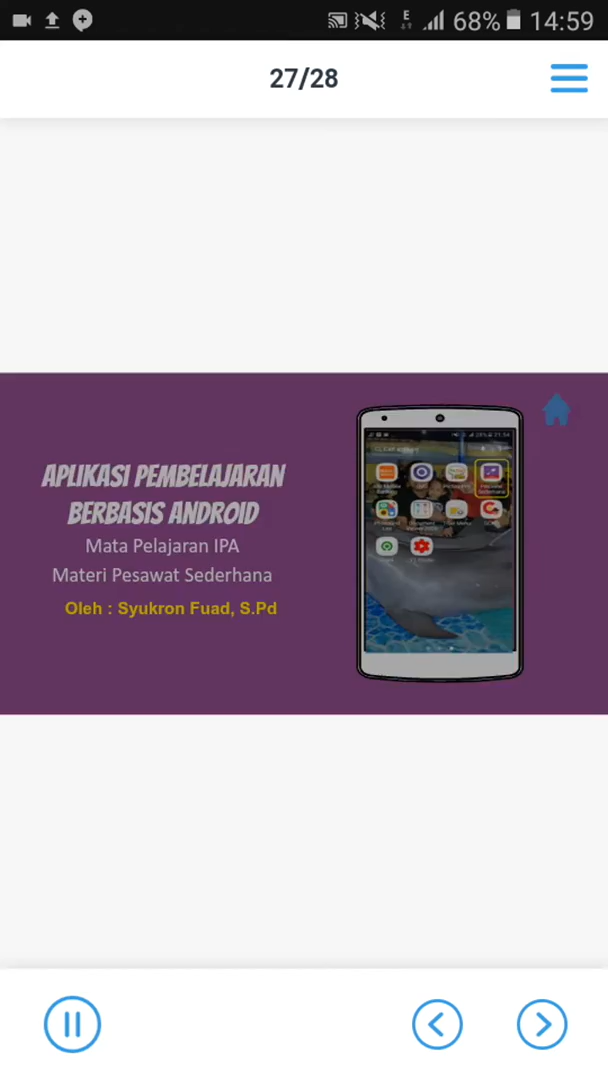 E 68% 14:59
27/28
APLIKASI PEMBELAJARAN
BERBASIS ANDROID
Mata Pelajaran IPA
Materi Pesawat Sederhana
Oleh : Syukron Fuad, S.Pd